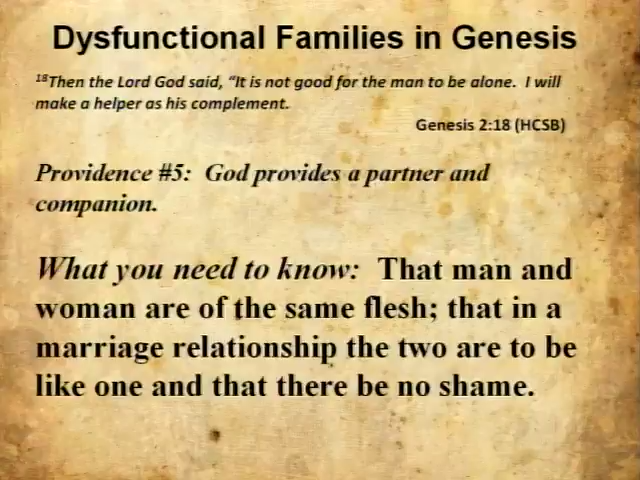 Dysfunctional Families in Genesis
18Then the Lord God said, “It is not good for the man to be alone. I will
make a helper as his complement.
Genesis 2:18 (HCSB)
Providence #5: God provides a partner and
companion.
What you need to know: That man and
woman are of the same flesh; that in a
marriage relationship the two are to be
like one and that there be no shame.